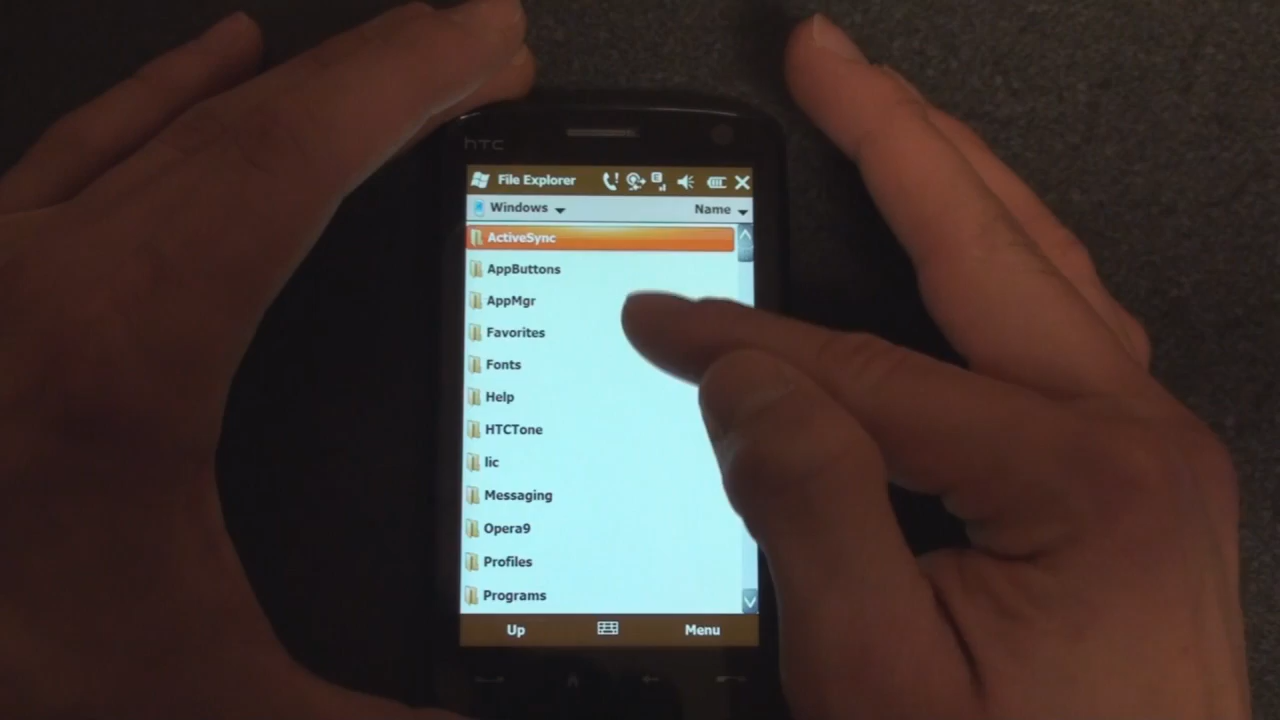 hTC
File Explorer
Windows Name
ActiveSync
AppButtons
AppMgr
Favorites
Fonts
Help
HTCTone
lic
Messaging
Opera9
Profiles
Programs
Up Menu